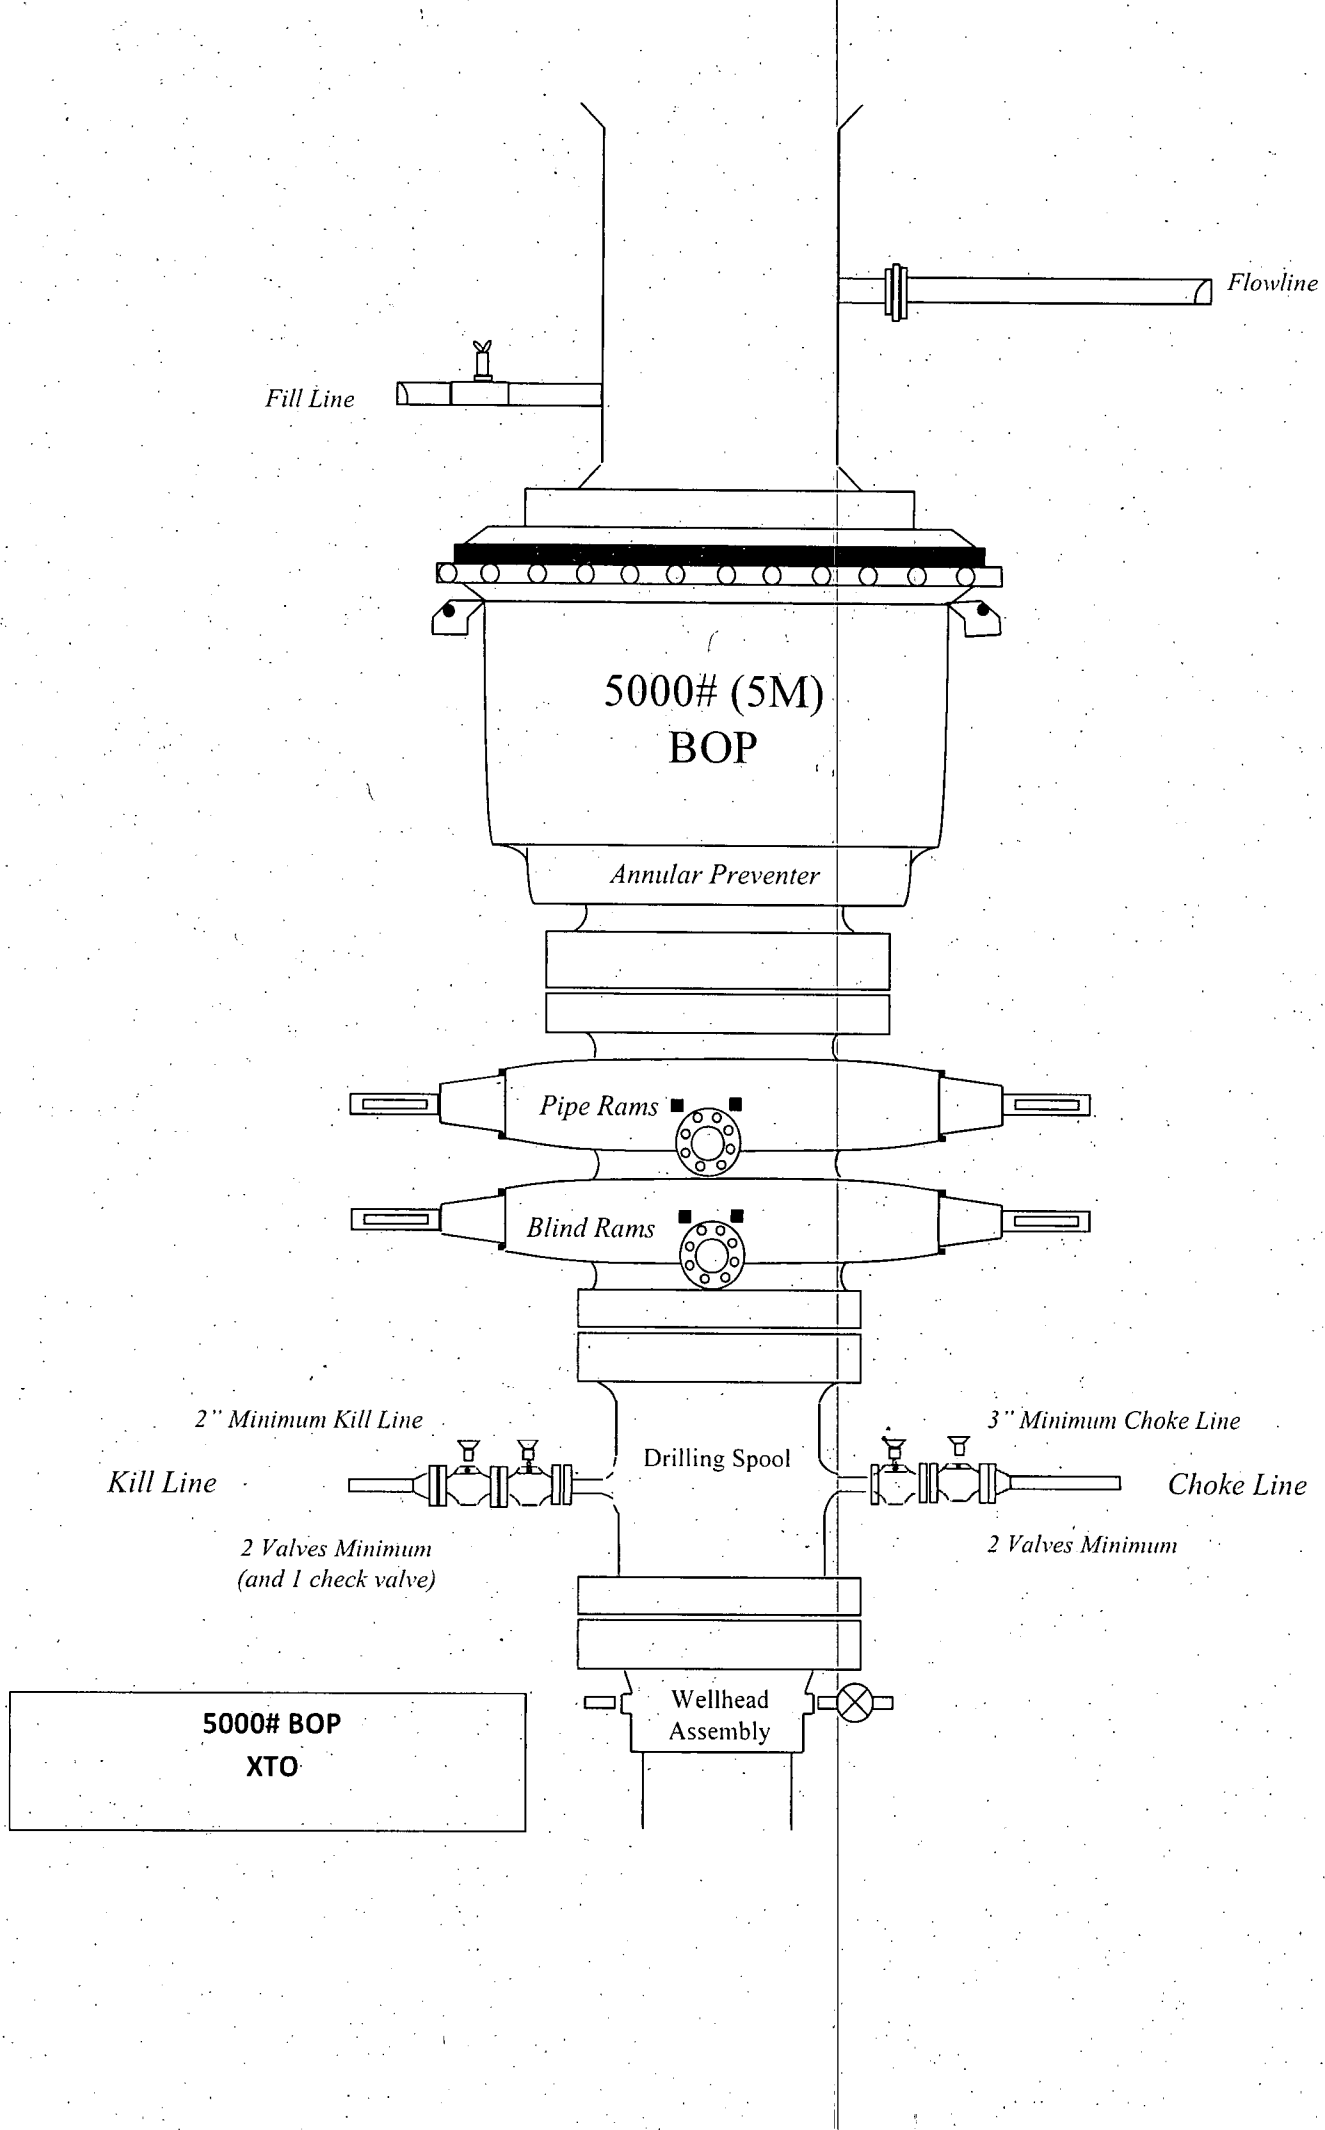 Flowline
Fill Line
5000# (5M)
BOP
Annular Preventer
Pipe Rams
Blind Rams
2" Minimum Kill Line
3" Minimum Choke Line
Drilling Spool
Kill Line
Choke Line
2 Valves Minimum
(and 1 check valve)
2 Valves Minimum
Wellhead
Assembly
5000# BOP
XTO